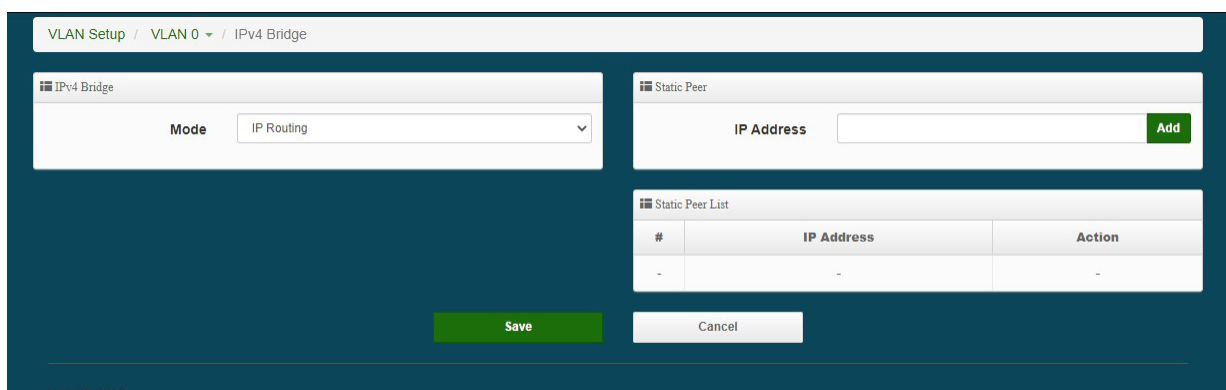 VLAN Setup / VLAN 0 / IPv4 Bridge
IPv4 Bridge
Mode
IP Routing
Static Peer
IP Address
Add
Static Peer List
# IP Address Action
- - -
Save
Cancel